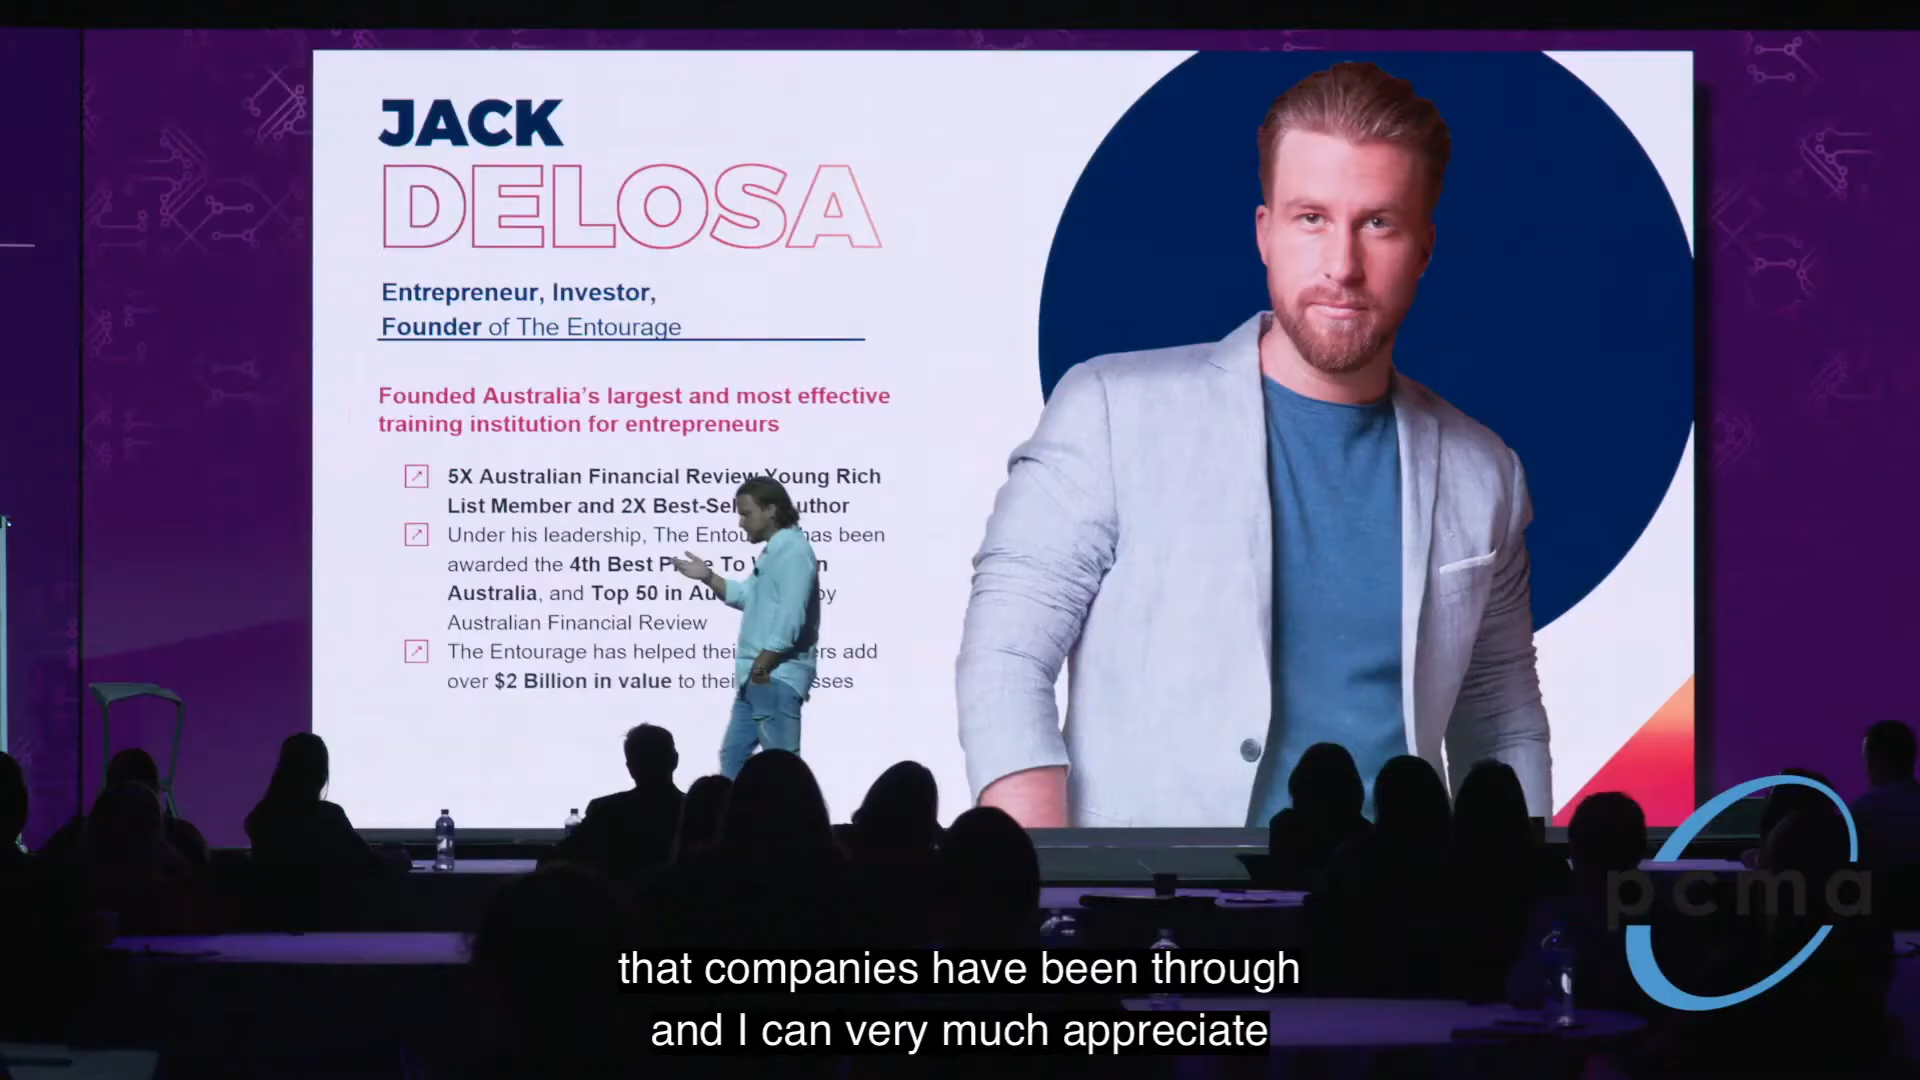 JACK
DELOSA
Entrepreneur, Investor,
Founder of The Entourage
Founded Australia's largest and most effective
training institution for entrepreneurs
5X Australian Financial Review Young Rich
List Member and 2X Best-Sel uthor
Under his leadership, The Entou has been
awarded the 4th Best P e To W n
Australia, and Top 50 in Au by
Australian Financial Review
The Entourage has helped thei rs add
over $2 Billion in value to thei sses
pcma
that companies have been through
and I can very much appreciate